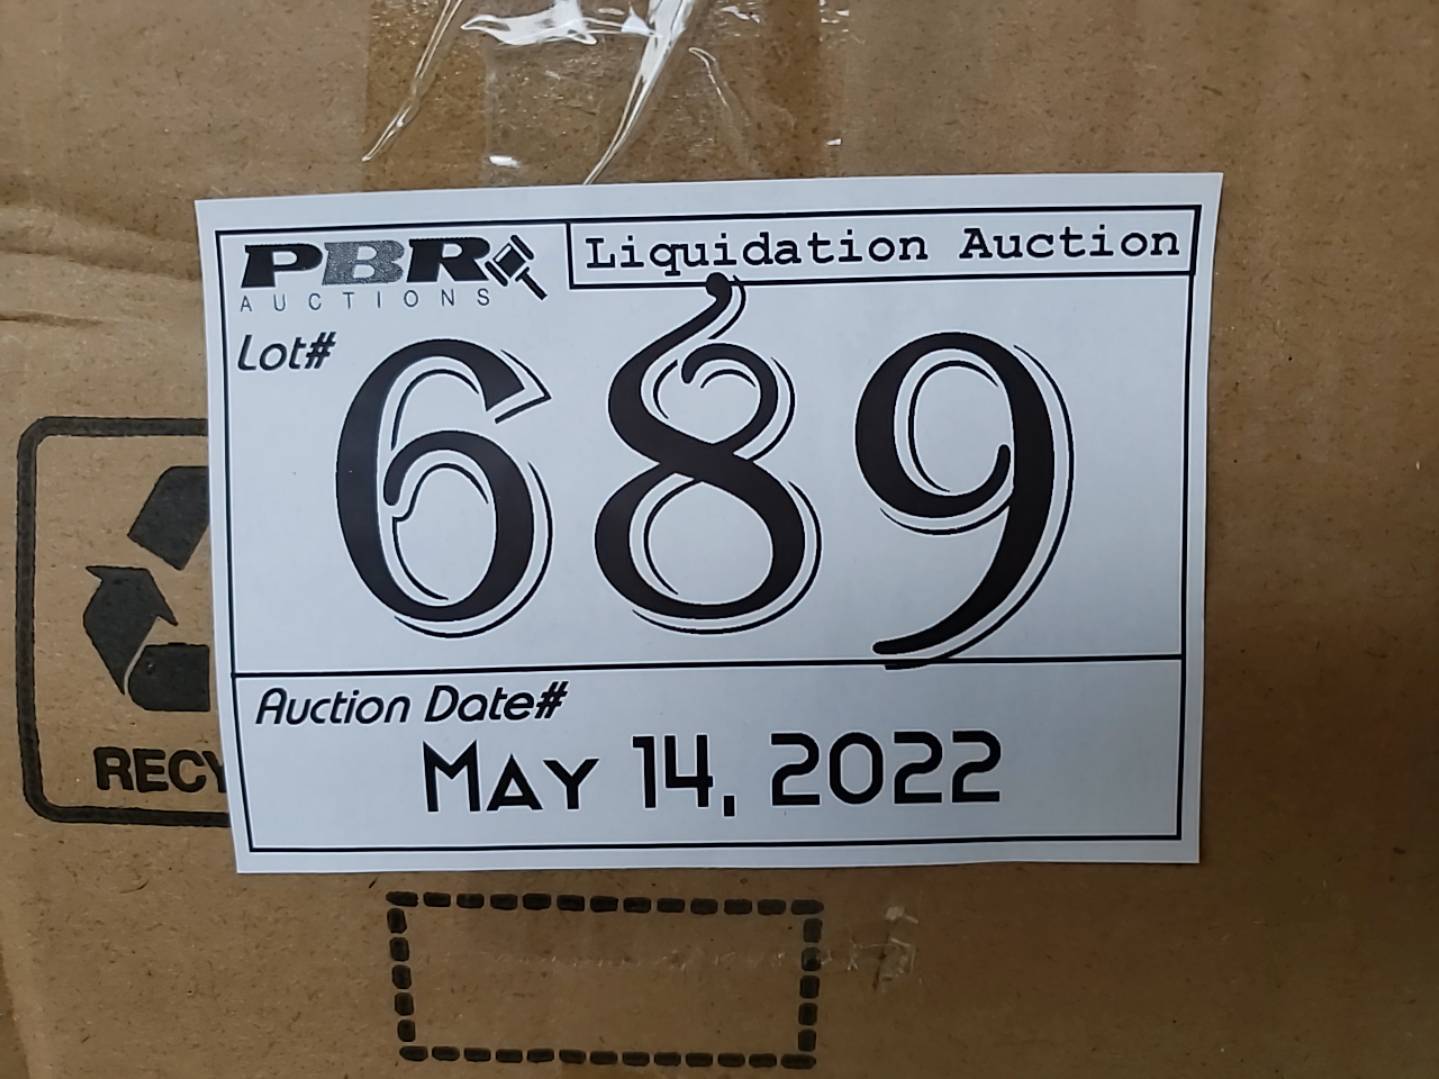 PBR
AUCTIONS
Liquidation Auction
Lot#
689
Auction Date#
May 14, 2022
RECY